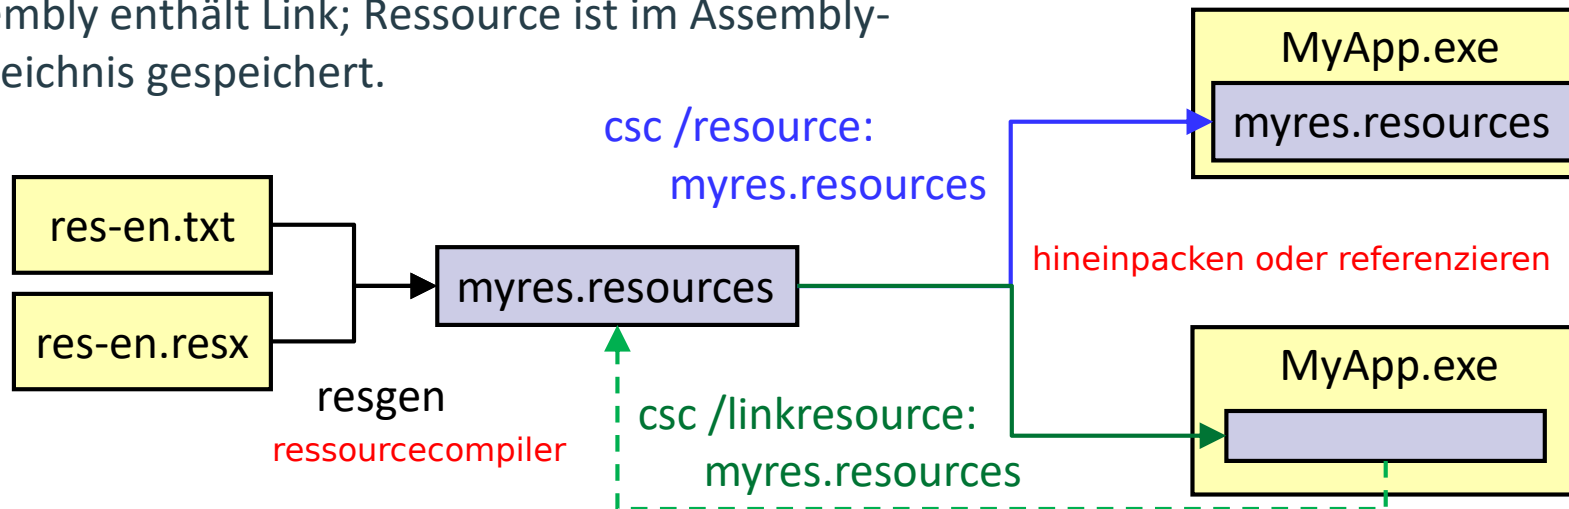 embly enthält Link; Ressource ist im Assembly-
eichnis gespeichert.
MyApp.exe
myres.resources
csc /resource:
myres.resources
res-en.txt
hineinpacken oder referenzieren
myres.resources
res-en.resx
MyApp.exe
resgen
ressourcecompiler
csc /linkresource:
myres.resources